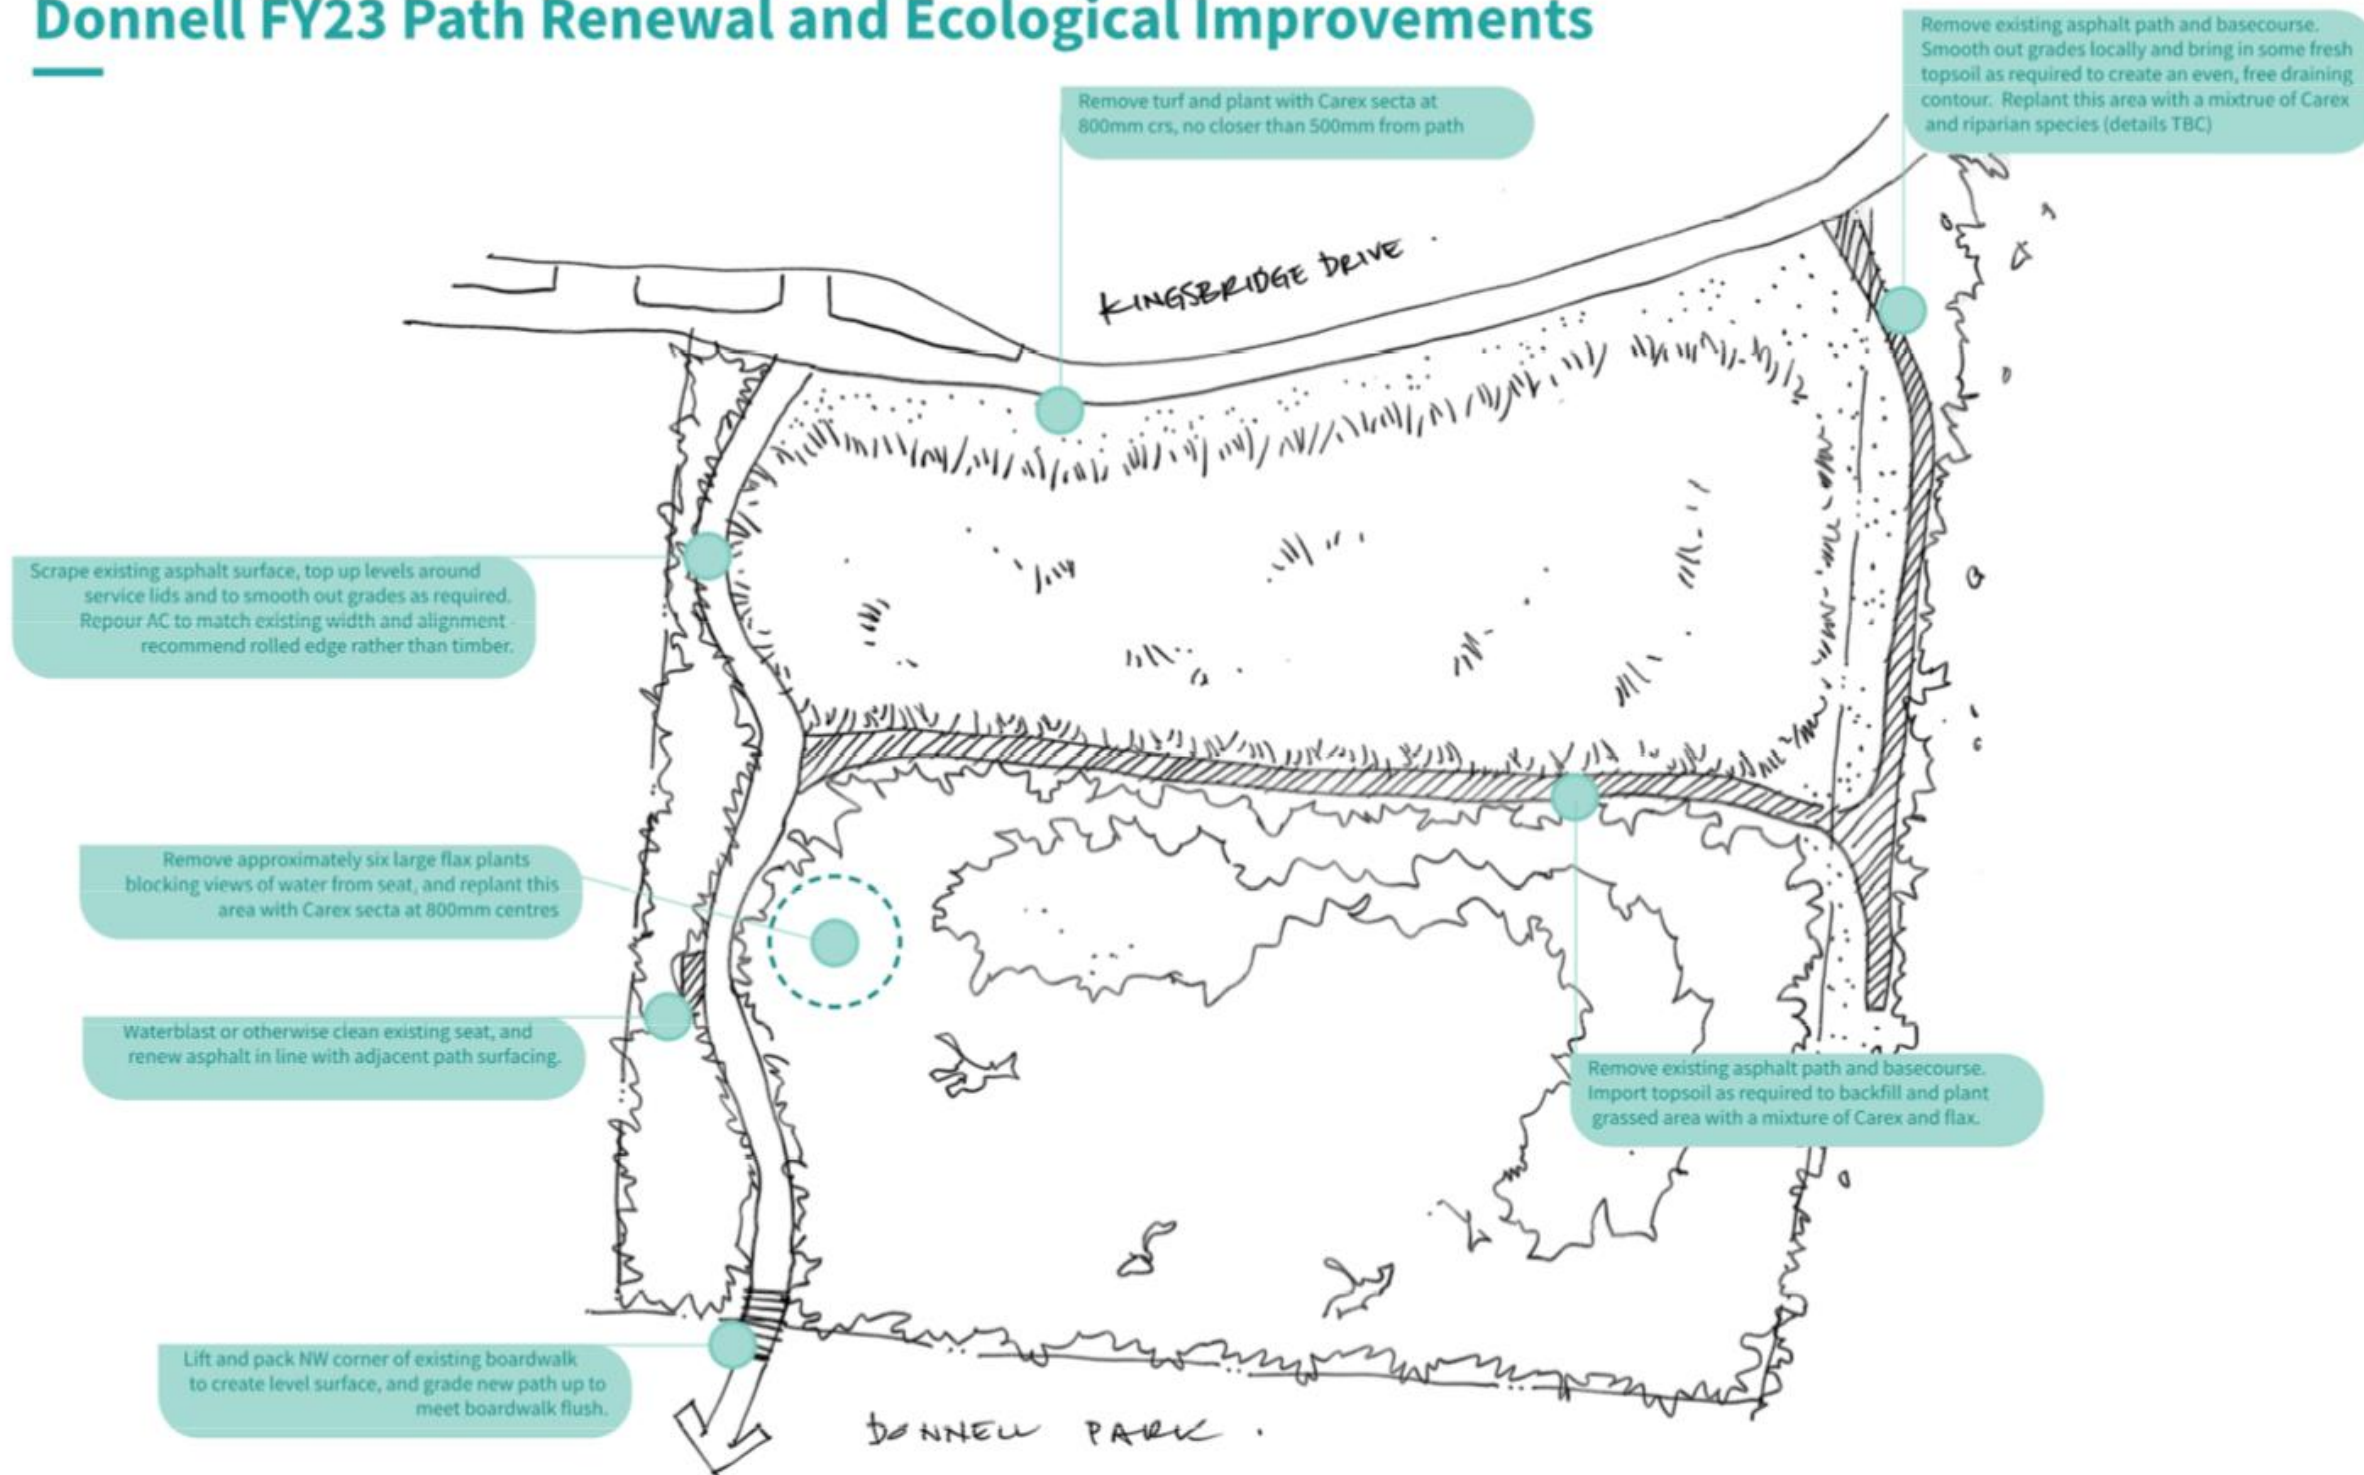 Donnell FY23 Path Renewal and Ecological Improvements
Remove existing asphalt path and basecourse.
Smooth out grades locally and bring in some fresh
topsoil as required to create an even, free draining
contour. Replant this area with a mixtrue of Carex
and riparian species (details TBC)
Remove turf and plant with Carex secta at
800mm crs, no closer than 500mm from path
KINGSBRIDGE DRIVE .
Scrape existing asphalt surface, top up levels around
service lids and to smooth out grades as required.
Repour AC to match existing width and alignment -
recommend rolled edge rather than timber.
Remove approximately six large flax plants
blocking views of water from seat, and replant this
area with Carex secta at 800mm centres
Waterblast or otherwise clean existing seat, and
renew asphalt in line with adjacent path surfacing.
Remove existing asphalt path and basecourse.
Import topsoil as required to backfill and plant
grassed area with a mixture of Carex and flax.
Lift and pack NW corner of existing boardwalk
to create level surface, and grade new path up to
meet boardwalk flush.
DONNELL PARK .